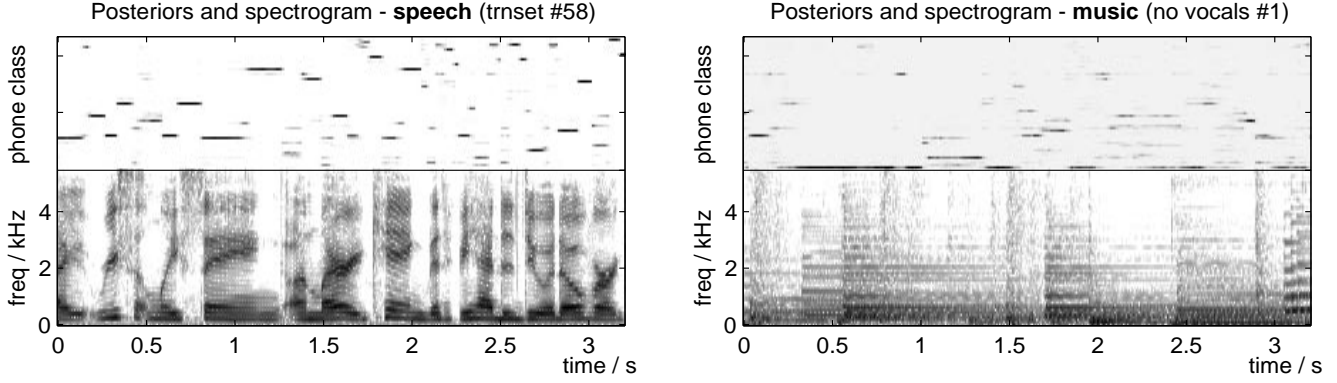 Posteriors and spectrogram - speech (trnset #58)
phone class
freq / kHz
4
2
0
0 0.5 1 1.5 2 2.5 3
time / s
Posteriors and spectrogram - music (no vocals #1)
phone class
freq / kHz
4
2
0
0 0.5 1 1.5 2 2.5 3
time / s